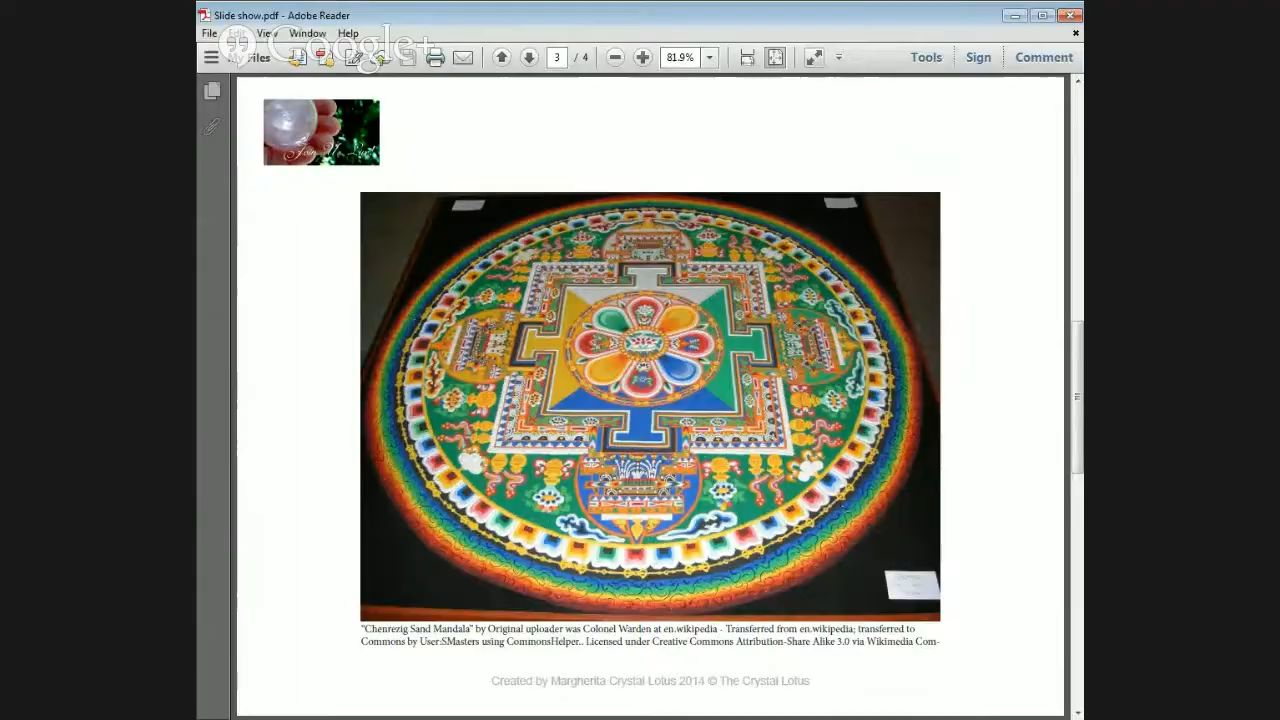 Slide show.pdf - Adobe Reader
File Edit View Window Help
Google+
Files
3 / 4
81.9%
Tools Sign Comment
"Chenrezig Sand Mandala" by Original uploader was Colonel Warden at en.wikipedia - Transferred from en.wikipedia; transferred to
Commons by User:SMasters using CommonsHelper.. Licensed under Creative Commons Attribution-Share Alike 3.0 via Wikimedia Com-
Created by Margherita Crystal Lotus 2014 © The Crystal Lotus